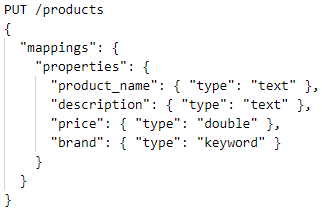 PUT /products
{
  "mappings": {
    "properties": {
      "product_name": { "type": "text" },
      "description": { "type": "text" },
      "price": { "type": "double" },
      "brand": { "type": "keyword" }
    }
  }
}